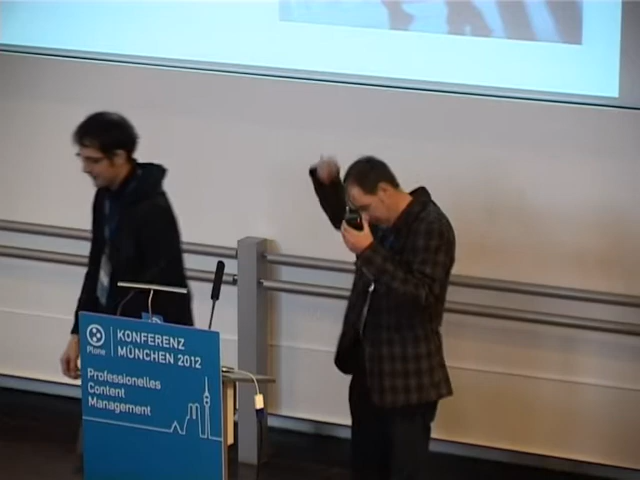 Plone
KONFERENZ
MÜNCHEN 2012
Professionelles
Content
Management